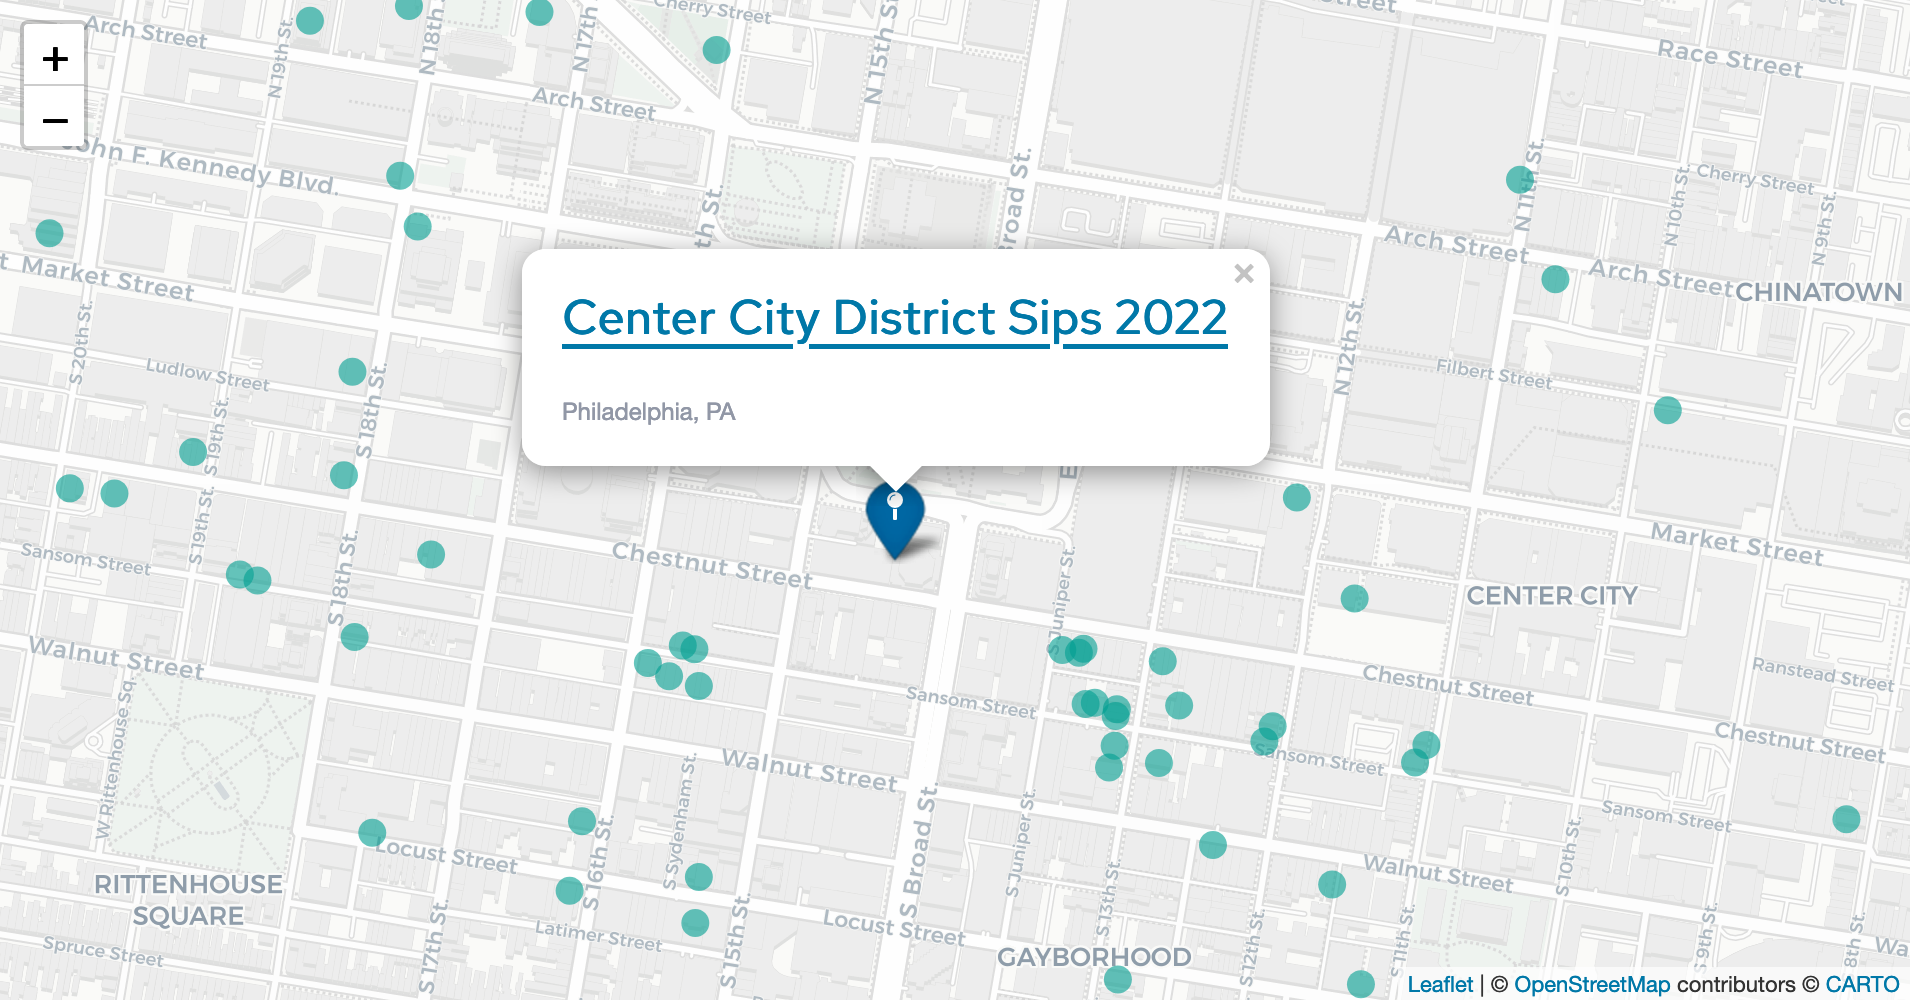 Cherry Street
Street
Arch Street
N 19th St.
N 18th
N 17th
N 15th St.
Race Street
+
−
Arch Street
John F. Kennedy Blvd.
Broad St.
N 11th St.
Cherry Street
N 10th St.
N 9th St.
th St.
Arch Street
Arch Street
CHINATOWN
t Market Street
×
Center City District Sips 2022
Philadelphia, PA
S 20th St.
Ludlow Street
S 19th St.
S 18th St.
N 12th St.
Filbert Street
S 19th St.
Sansom Street
S 18th St.
Chestnut Street
S Juniper St.
Market Street
CENTER CITY
Walnut Street
W Rittenhouse Sq.
Sansom Street
Chestnut Street
Ranstead Street
Chestnut Street
Walnut Street
Sansom Street
Sansom Street
S Sydenham St.
S Broad St.
S Juniper St.
Locust Street
S 16th St.
S 13th St.
Walnut Street
S 10th St.
RITTENHOUSE
SQUARE
Spruce Street
S 17th St.
Latimer Street
S 15th St.
Locust Street
GAYBORHOOD
S 12th St.
S 11th St.
S 9th St.
8th St.
Wa
Leaflet | © OpenStreetMap contributors © CARTO